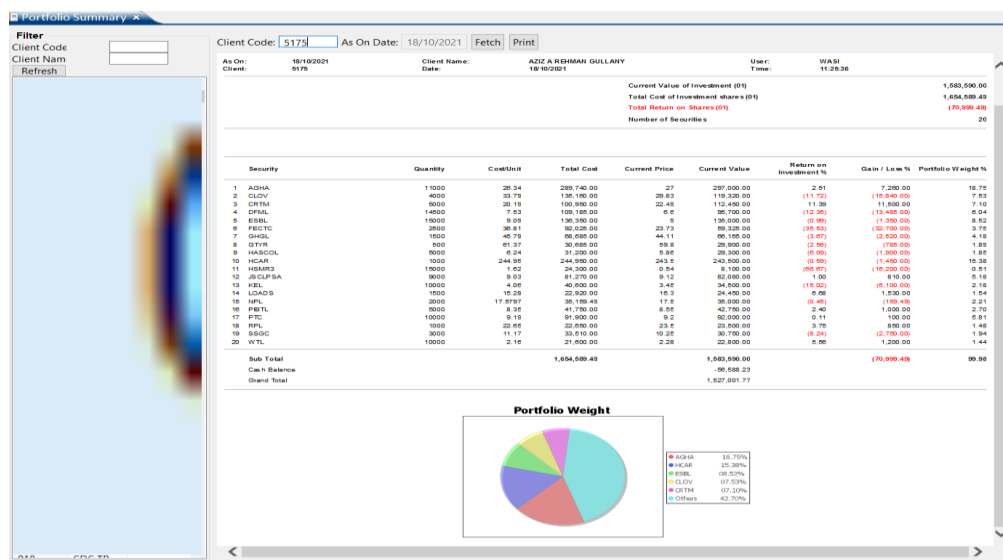 Portfolio Summary ×
Filter
Client Code
Client Nam
Refresh
Client Code: 5175 As On Date: 18/10/2021 Fetch Print
As On: 18/10/2021 Client Name: AZIZ A REHMAN GULLANY User: WASI
Client: 5175 Date: 18/10/2021 Time: 11:25:36
Current Value of Investment (01) 1,583,590.00
Total Cost of Investment shares (01) 1,654,589.49
Total Return on Shares (01) (70,999.49)
Number of Securities 20
Security Quantity Cost/Unit Total Cost Current Price Current Value Return on Investment % Gain / Loss % Portfolio Weight %
1 AGHA 11000 26.34 289,740.00 27 297,000.00 2.51 7,260.00 18.75
2 CLOV 4000 33.79 135,160.00 29.83 119,320.00 (11.72) (15,840.00) 7.53
3 CRTM 5000 20.19 100,950.00 22.49 112,450.00 11.39 11,500.00 7.10
4 DFML 14500 7.53 109,185.00 6.6 95,700.00 (12.35) (13,485.00) 6.04
5 ESBL 15000 9.09 136,350.00 9 135,000.00 (0.99) (1,350.00) 8.52
6 FECTC 2500 36.81 92,025.00 23.73 59,325.00 (35.53) (32,700.00) 3.75
7 GHGL 1500 45.79 68,685.00 44.11 66,165.00 (3.67) (2,520.00) 4.18
8 GTYR 500 61.37 30,685.00 59.8 29,900.00 (2.56) (785.00) 1.89
9 HASCOL 5000 6.24 31,200.00 5.86 29,300.00 (6.09) (1,900.00) 1.85
10 HCAR 1000 244.95 244,950.00 243.5 243,500.00 (0.59) (1,450.00) 15.38
11 HSMR3 15000 1.62 24,300.00 0.54 8,100.00 (66.67) (16,200.00) 0.51
12 JSCLPSA 9000 9.03 81,270.00 9.12 82,080.00 1.00 810.00 5.18
13 KEL 10000 4.06 40,600.00 3.45 34,500.00 (15.02) (6,100.00) 2.18
14 LOADS 1500 15.28 22,920.00 16.3 24,450.00 6.68 1,530.00 1.54
15 NPL 2000 17.5797 35,159.49 17.5 35,000.00 (0.45) (159.49) 2.21
16 PIBTL 5000 8.35 41,750.00 8.55 42,750.00 2.40 1,000.00 2.70
17 PTC 10000 9.19 91,900.00 9.2 92,000.00 0.11 100.00 5.81
18 RPL 1000 22.65 22,650.00 23.5 23,500.00 3.75 850.00 1.48
19 SSGC 3000 11.17 33,510.00 10.25 30,750.00 (8.24) (2,760.00) 1.94
20 WTL 10000 2.16 21,600.00 2.28 22,800.00 5.56 1,200.00 1.44
Sub Total 1,654,589.49 1,583,590.00 (70,999.49) 99.98
Cash Balance -56,588.23
Grand Total 1,527,001.77
Portfolio Weight
AGHA 18.75%
HCAR 15.38%
ESBL 08.52%
CLOV 07.53%
CRTM 07.10%
Others 42.70%